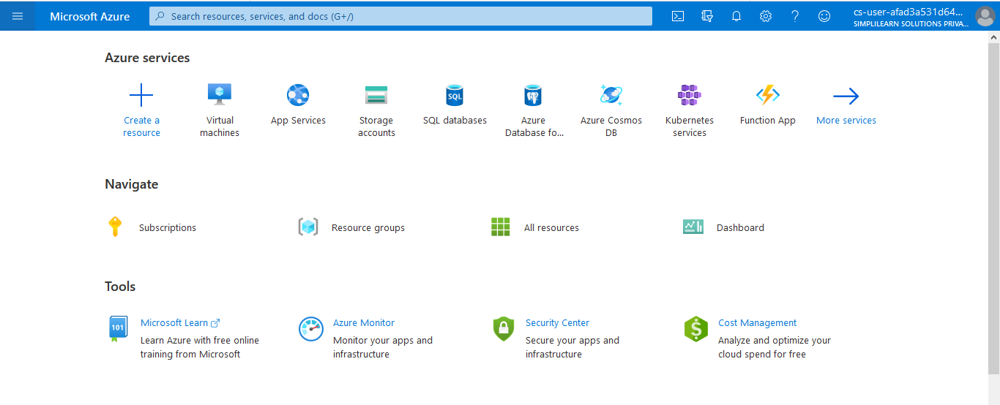 Microsoft Azure
Search resources, services, and docs (G+/)
cs-user-afad3a531d64...
SIMPLILEARN SOLUTIONS PRIVA...
Azure services
Create a
resource
Virtual
machines
App Services
Storage
accounts
SQL
SQL databases
Azure
Database fo...
Azure Cosmos
DB
Kubernetes
services
Function App
More services
Navigate
Subscriptions
Resource groups
All resources
Dashboard
Tools
101
Microsoft Learn
Learn Azure with free online
training from Microsoft
Azure Monitor
Monitor your apps and
infrastructure
Security Center
Secure your apps and
infrastructure
$
Cost Management
Analyze and optimize your
cloud spend for free